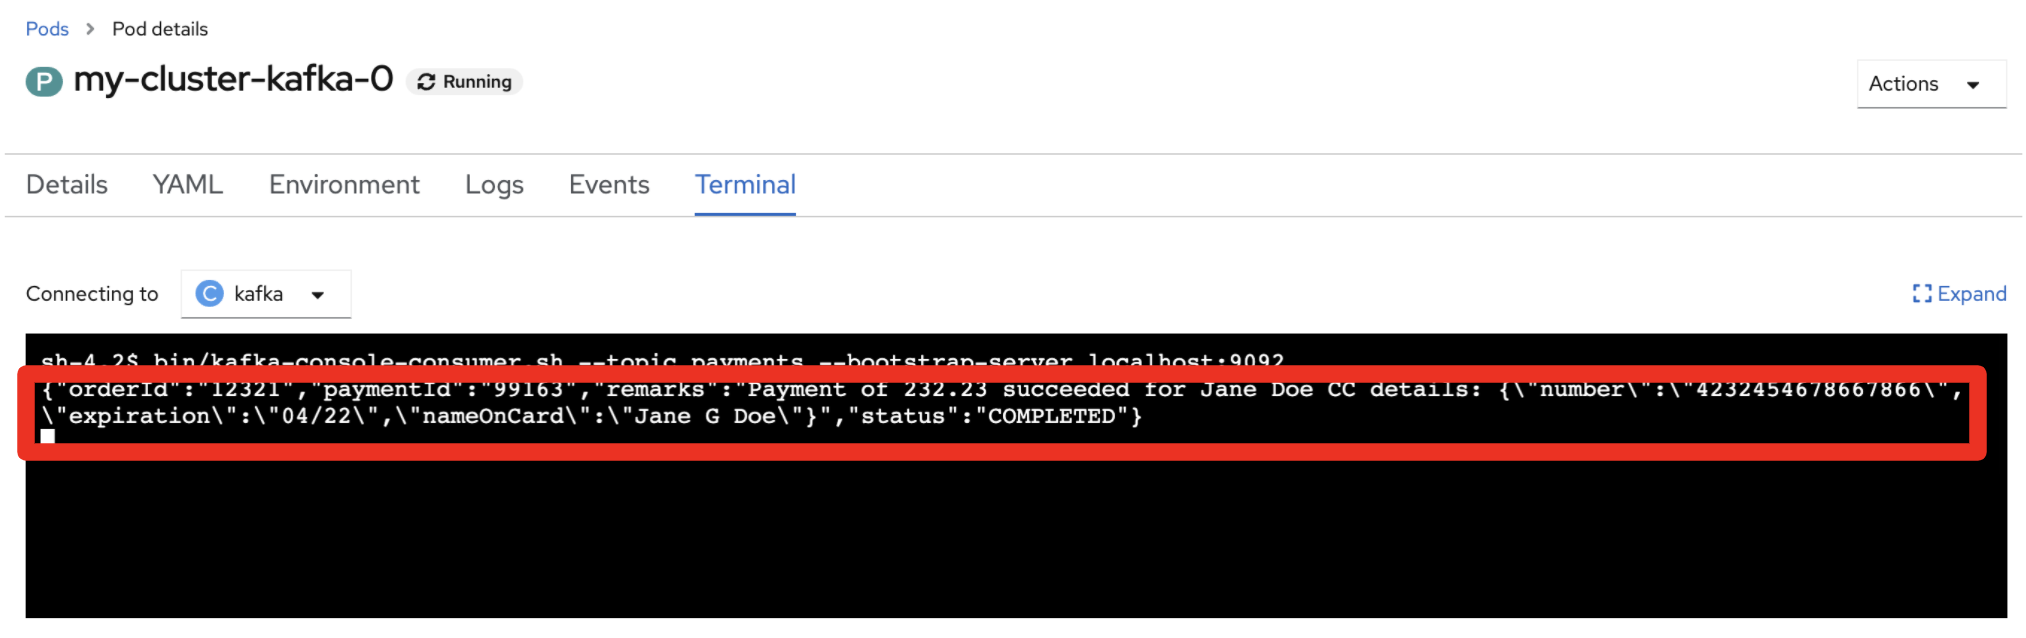 Pods > Pod details
P my-cluster-kafka-0 Running
Actions
Details YAML Environment Logs Events Terminal
Connecting to C kafka
Expand
sh-4.2$ bin/kafka-console-consumer.sh --topic payments --bootstrap-server localhost:9092
{"orderId":"12321","paymentId":"99163","remarks":"Payment of 232.23 succeeded for Jane Doe CC details: {\"number\":\"4232454678667866\",
\"expiration\":\"04/22\",\"nameOnCard\":\"Jane G Doe\"}","status":"COMPLETED"}